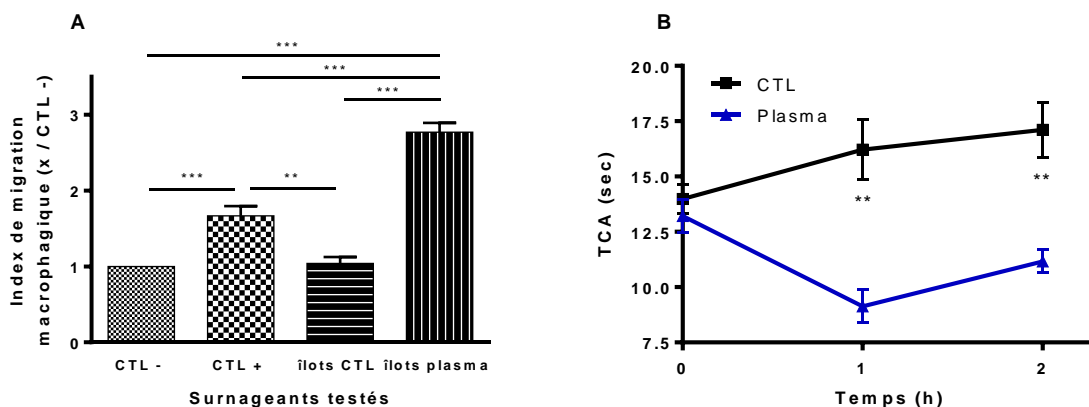 A
***
***
***
***
**
Index de migration
macrophagique (x / CTL -)
3
2
1
0
CTL -
CTL +
îlots CTL
îlots plasma
Surnageants testés
B
20.0
17.5
15.0
12.5
10.0
7.5
TCA (sec)
CTL
Plasma
**
**
0
1
2
Temps (h)